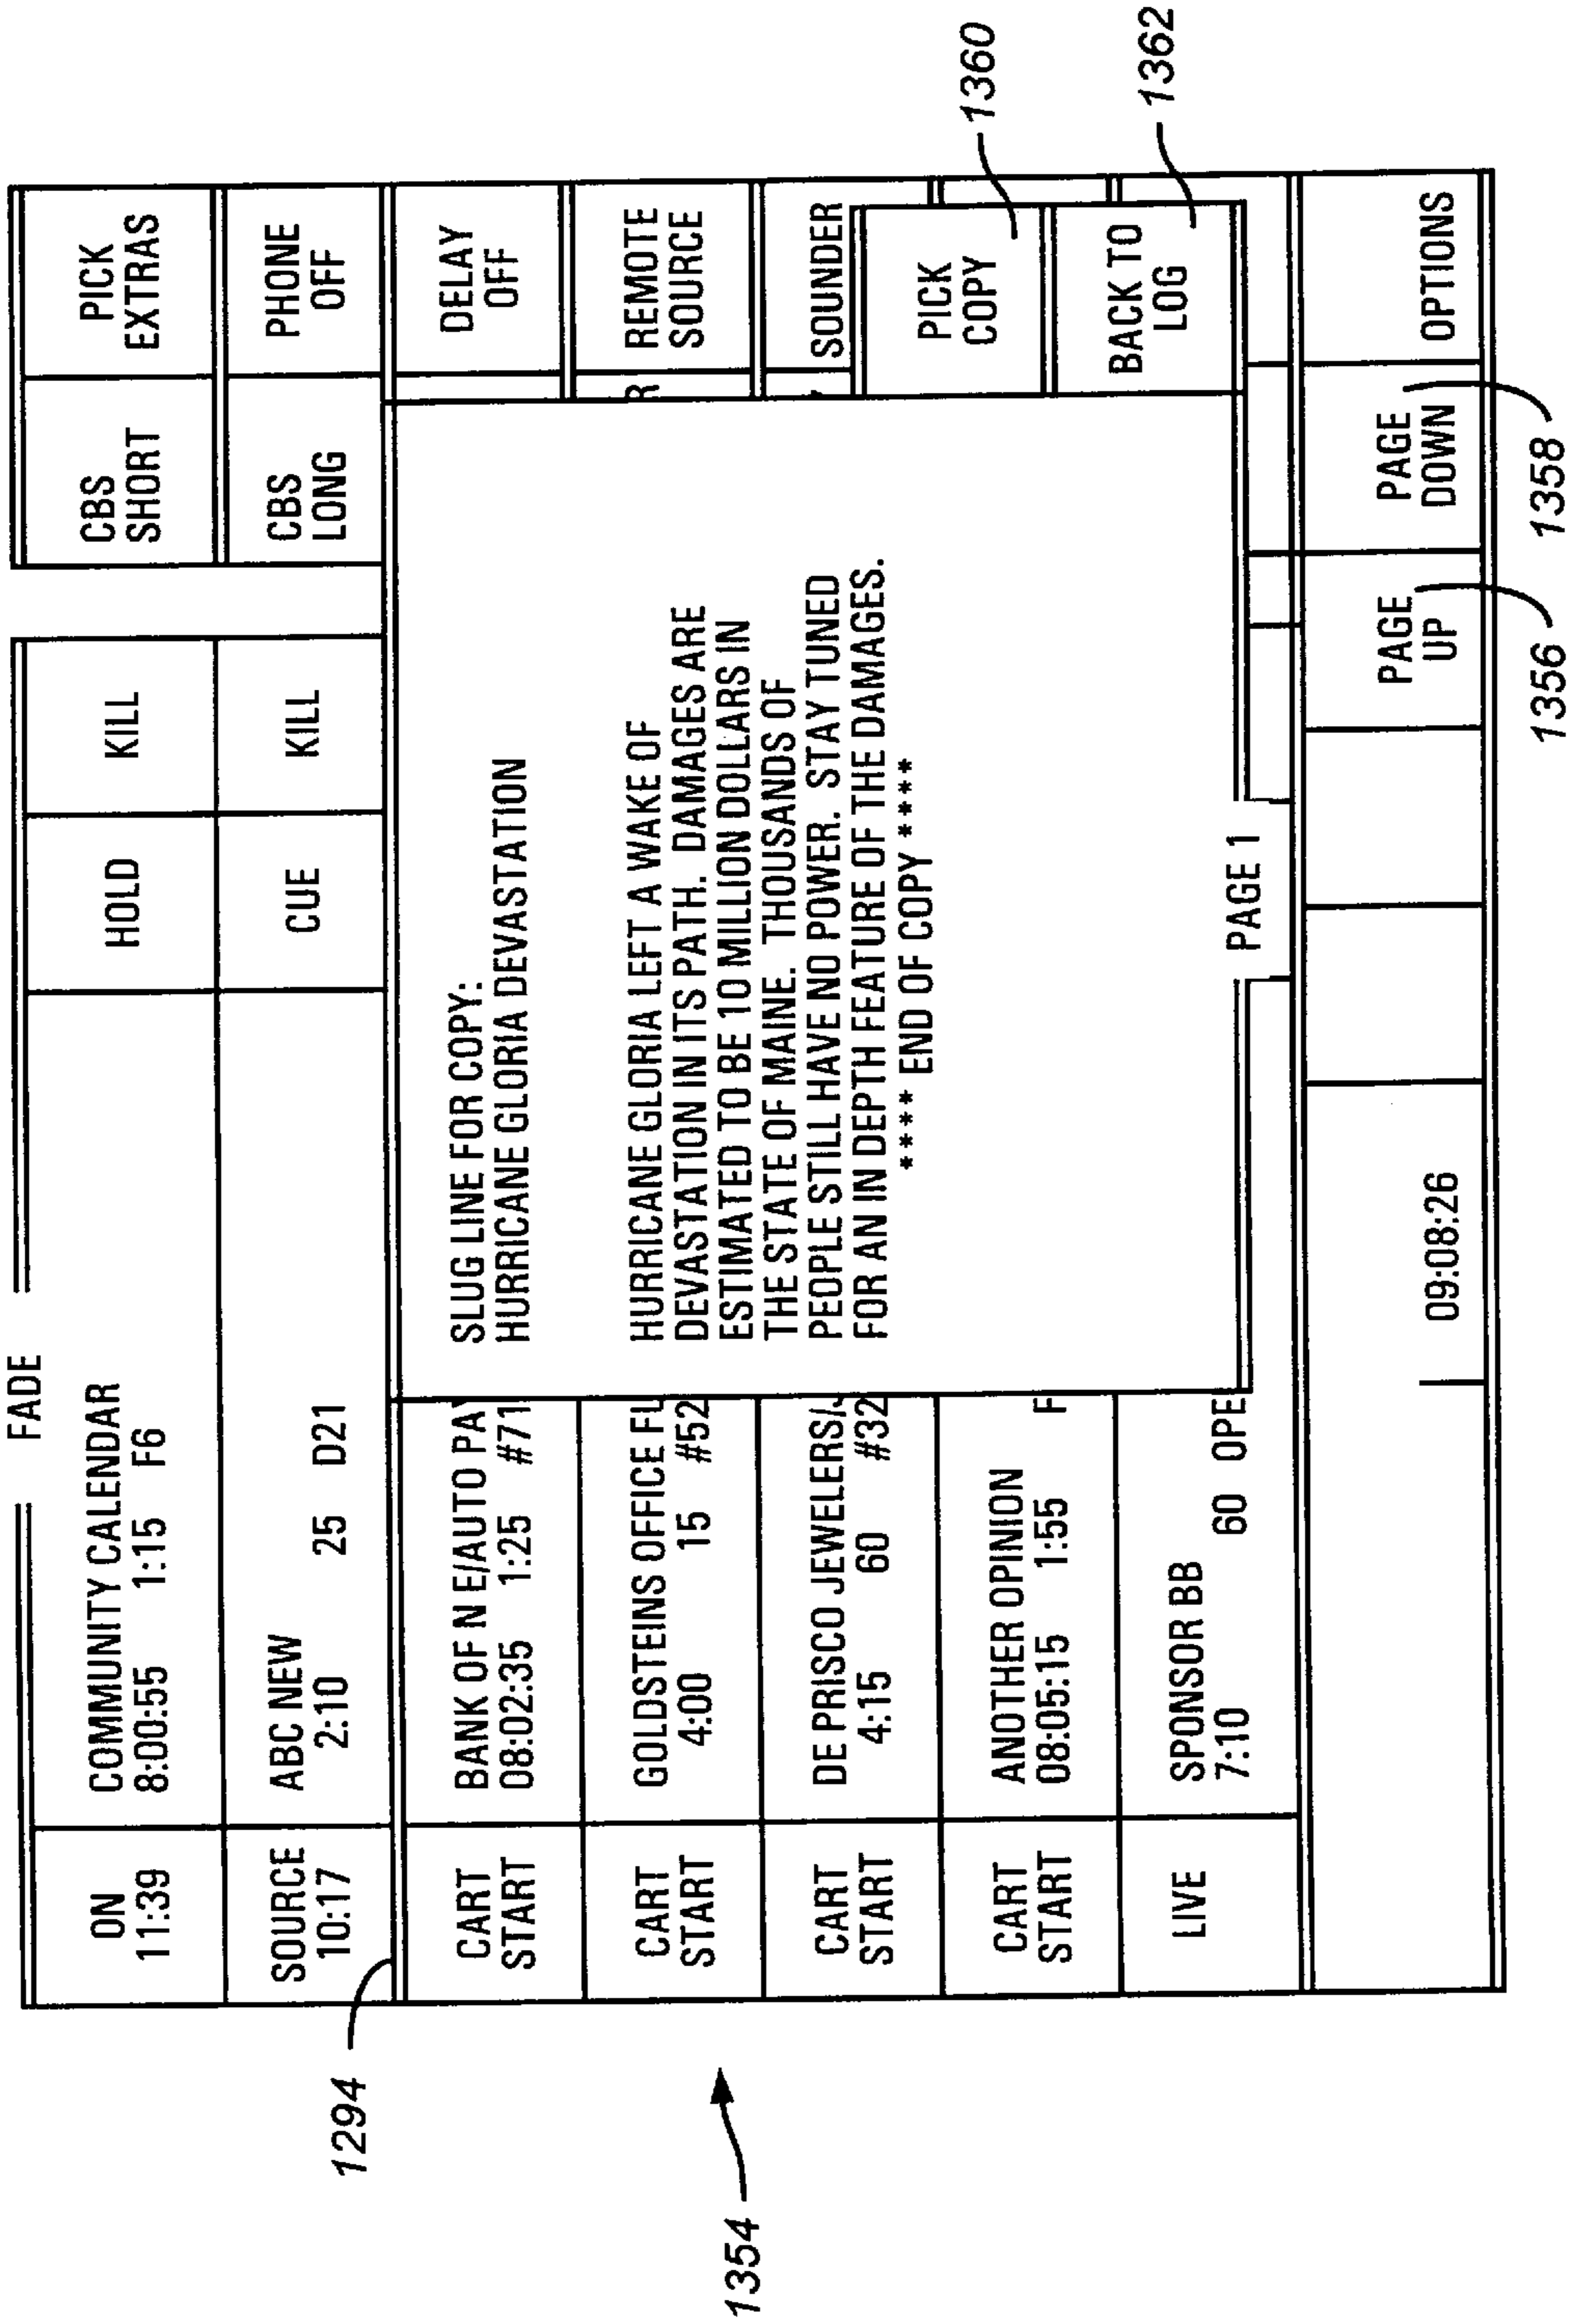 FADE
ON
11:39
COMMUNITY CALENDAR
8:00:55 1:15 F6
HOLD
KILL
CBS
SHORT
PICK
EXTRAS
SOURCE
10:17
ABC NEW
2:10 25 D21
CUE
KILL
CBS
LONG
PHONE
OFF
1294
CART
START
BANK OF N E/AUTO PAY
08:02:35 1:25 #71
DELAY
OFF
CART
START
GOLDSTEINS OFFICE FU
4:00 15 #52
R
REMOTE
SOURCE
CART
START
DE PRISCO JEWELERS/J
4:15 60 #32
SOUNDER
CART
START
ANOTHER OPINION
08:05:15 1:55 F
LIVE
SPONSOR BB
7:10 60 OPE
SLUG LINE FOR COPY:
HURRICANE GLORIA DEVASTATION
HURRICANE GLORIA LEFT A WAKE OF
DEVASTATION IN ITS PATH. DAMAGES ARE
ESTIMATED TO BE 10 MILLION DOLLARS IN
THE STATE OF MAINE. THOUSANDS OF
PEOPLE STILL HAVE NO POWER. STAY TUNED
FOR AN IN DEPTH FEATURE OF THE DAMAGES.
**** END OF COPY ****
PAGE 1
PICK
COPY
1360
BACK TO
LOG
1362
1354
09:08:26
PAGE
UP
PAGE
DOWN
OPTIONS
1356
1358